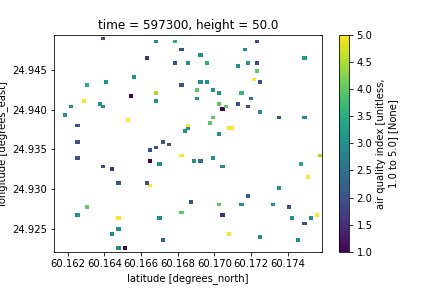 time = 597300, height = 50.0
24.945
24.940
24.935
24.930
24.925
longitude [degrees_east]
60.162 60.164 60.166 60.168 60.170 60.172 60.174
latitude [degrees_north]
5.0
4.5
4.0
3.5
3.0
2.5
2.0
1.5
1.0
air quality index [unitless,
1.0 to 5.0] [None]